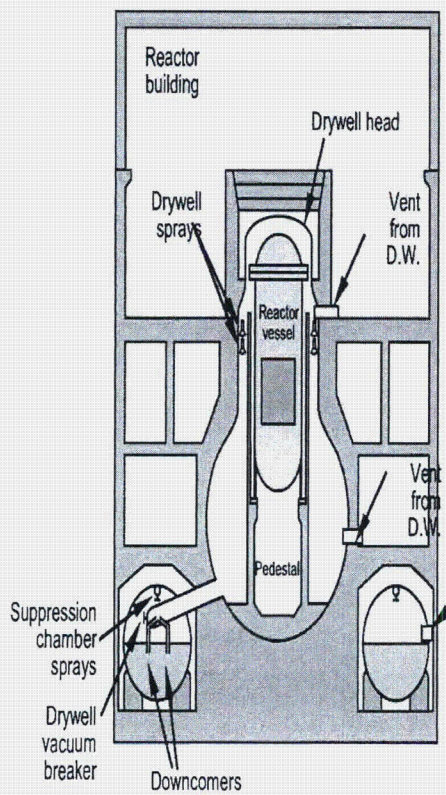 Reactor
building
Drywell head
Drywell
sprays
Vent
from
D.W.
Reactor
vessel
Vent
from
D.W.
Pedestal
Suppression
chamber
sprays
Drywell
vacuum
breaker
Downcomers